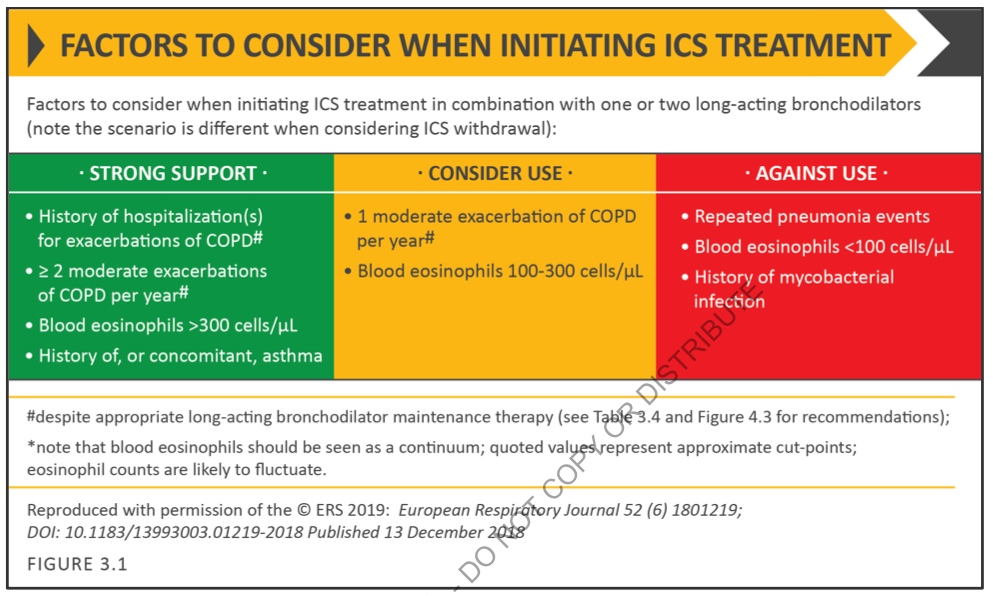 FACTORS TO CONSIDER WHEN INITIATING ICS TREATMENT
Factors to consider when initiating ICS treatment in combination with one or two long-acting bronchodilators
(note the scenario is different when considering ICS withdrawal):
· STRONG SUPPORT ·
• History of hospitalization(s)
for exacerbations of COPD#
• ≥ 2 moderate exacerbations
of COPD per year#
• Blood eosinophils >300 cells/µL
• History of, or concomitant, asthma
· CONSIDER USE ·
• 1 moderate exacerbation of COPD
per year#
• Blood eosinophils 100-300 cells/µL
· AGAINST USE ·
• Repeated pneumonia events
• Blood eosinophils <100 cells/µL
• History of mycobacterial
infection
#despite appropriate long-acting bronchodilator maintenance therapy (see Table 3.4 and Figure 4.3 for recommendations);
*note that blood eosinophils should be seen as a continuum; quoted values represent approximate cut-points;
eosinophil counts are likely to fluctuate.
Reproduced with permission of the © ERS 2019: European Respiratory Journal 52 (6) 1801219;
DOI: 10.1183/13993003.01219-2018 Published 13 December 2018
FIGURE 3.1
- DO NOT COPY OR DISTRIBUTE